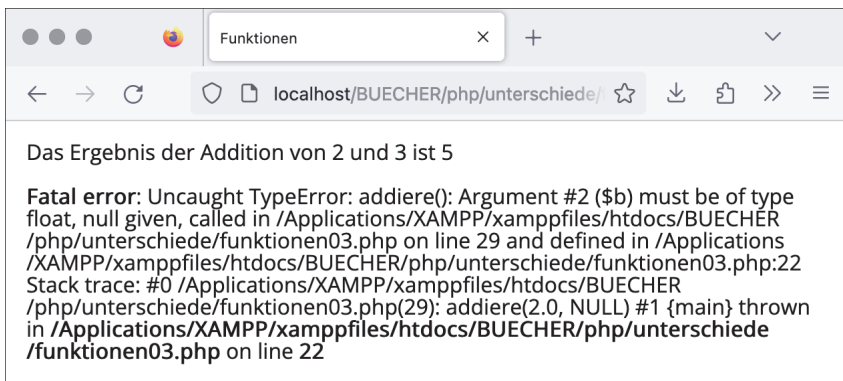 Funktionen
localhost/BUECHER/php/unterschiede/
Das Ergebnis der Addition von 2 und 3 ist 5
Fatal error: Uncaught TypeError: addiere(): Argument #2 ($b) must be of type
float, null given, called in /Applications/XAMPP/xamppfiles/htdocs/BUECHER
/php/unterschiede/funktionen03.php on line 29 and defined in /Applications
/XAMPP/xamppfiles/htdocs/BUECHER/php/unterschiede/funktionen03.php:22
Stack trace: #0 /Applications/XAMPP/xamppfiles/htdocs/BUECHER
/php/unterschiede/funktionen03.php(29): addiere(2.0, NULL) #1 {main} thrown
in /Applications/XAMPP/xamppfiles/htdocs/BUECHER/php/unterschiede
/funktionen03.php on line 22